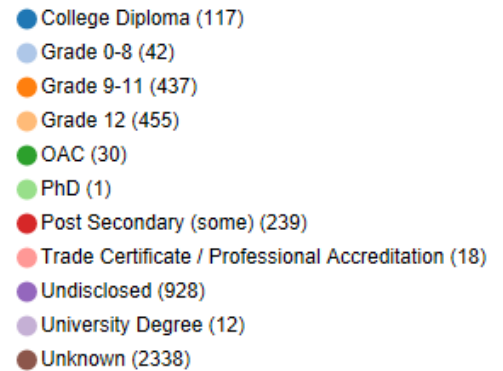 College Diploma (117)
Grade 0-8 (42)
Grade 9-11 (437)
Grade 12 (455)
OAC (30)
PhD (1)
Post Secondary (some) (239)
Trade Certificate / Professional Accreditation (18)
Undisclosed (928)
University Degree (12)
Unknown (2338)